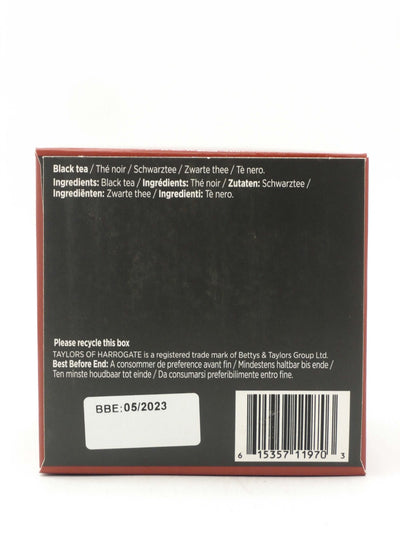 Black tea / Thé noir / Schwarztee / Zwarte thee / Tè nero.
Ingredients: Black tea / Ingrédients: Thé noir / Zutaten: Schwarztee /
Ingrediënten: Zwarte thee / Ingredienti: Tè nero.
Please recycle this box
TAYLORS OF HARROGATE is a registered trade mark of Bettys & Taylors Group Ltd.
Best Before End: A consommer de preference avant fin / Mindestens haltbar bis ende /
Ten minste houdbaar tot einde / Da consumarsi preferibilmente entro fine.
BBE: 05/2023
6 15357 11970 3